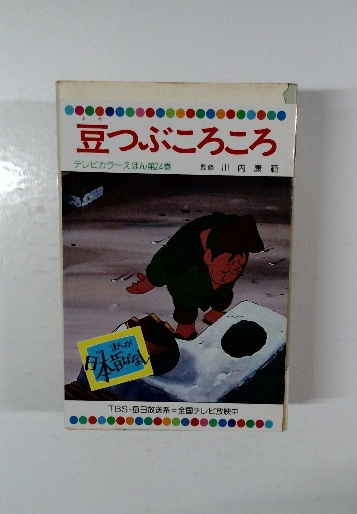 豆つぶころころ
テレビカラーえほん第24巻
監修 川内康範
まんが
日本昔ばなし
TBS・毎日放送系=全国テレビ放映中